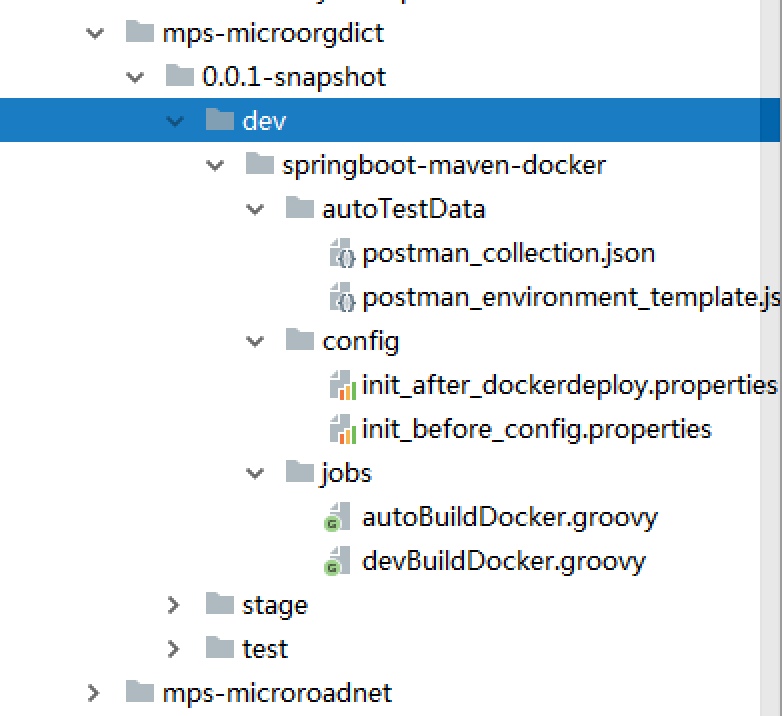 mps-microorgdict
0.0.1-snapshot
dev
springboot-maven-docker
autoTestData
postman_collection.json
postman_environment_template.js
config
init_after_dockerdeploy.properties
init_before_config.properties
jobs
autoBuildDocker.groovy
devBuildDocker.groovy
stage
test
mps-microroadnet